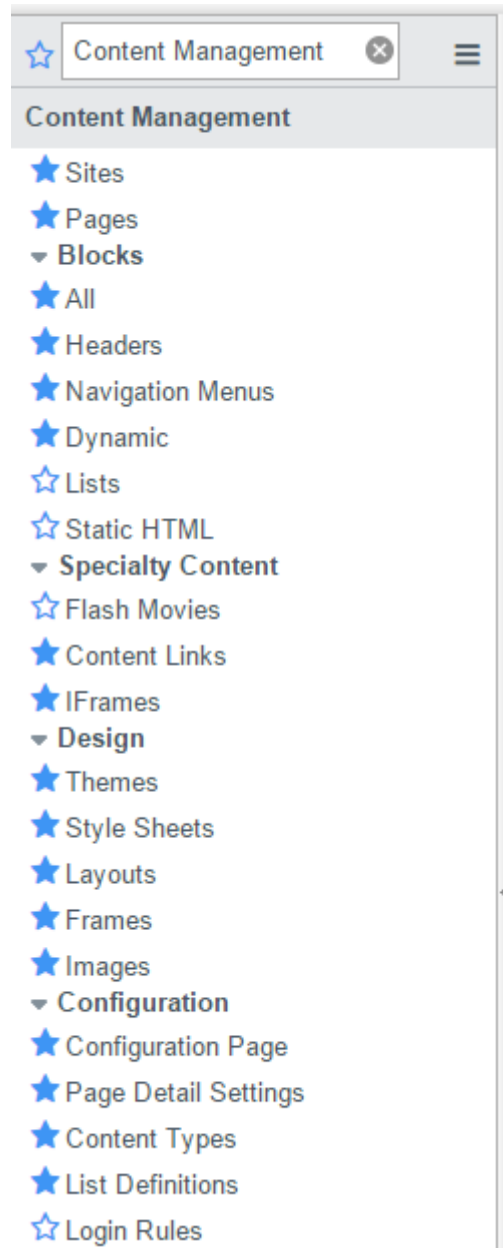 Content Management
Content Management
Sites
Pages
Blocks
All
Headers
Navigation Menus
Dynamic
Lists
Static HTML
Specialty Content
Flash Movies
Content Links
IFrames
Design
Themes
Style Sheets
Layouts
Frames
Images
Configuration
Configuration Page
Page Detail Settings
Content Types
List Definitions
Login Rules